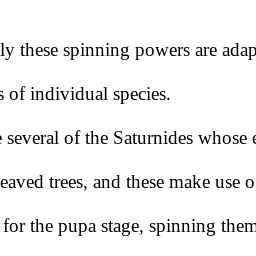 ly these spinning powers are adap
s of individual species.
several of the Saturnides whose
eaved trees, and these make use o
for the pupa stage, spinning them